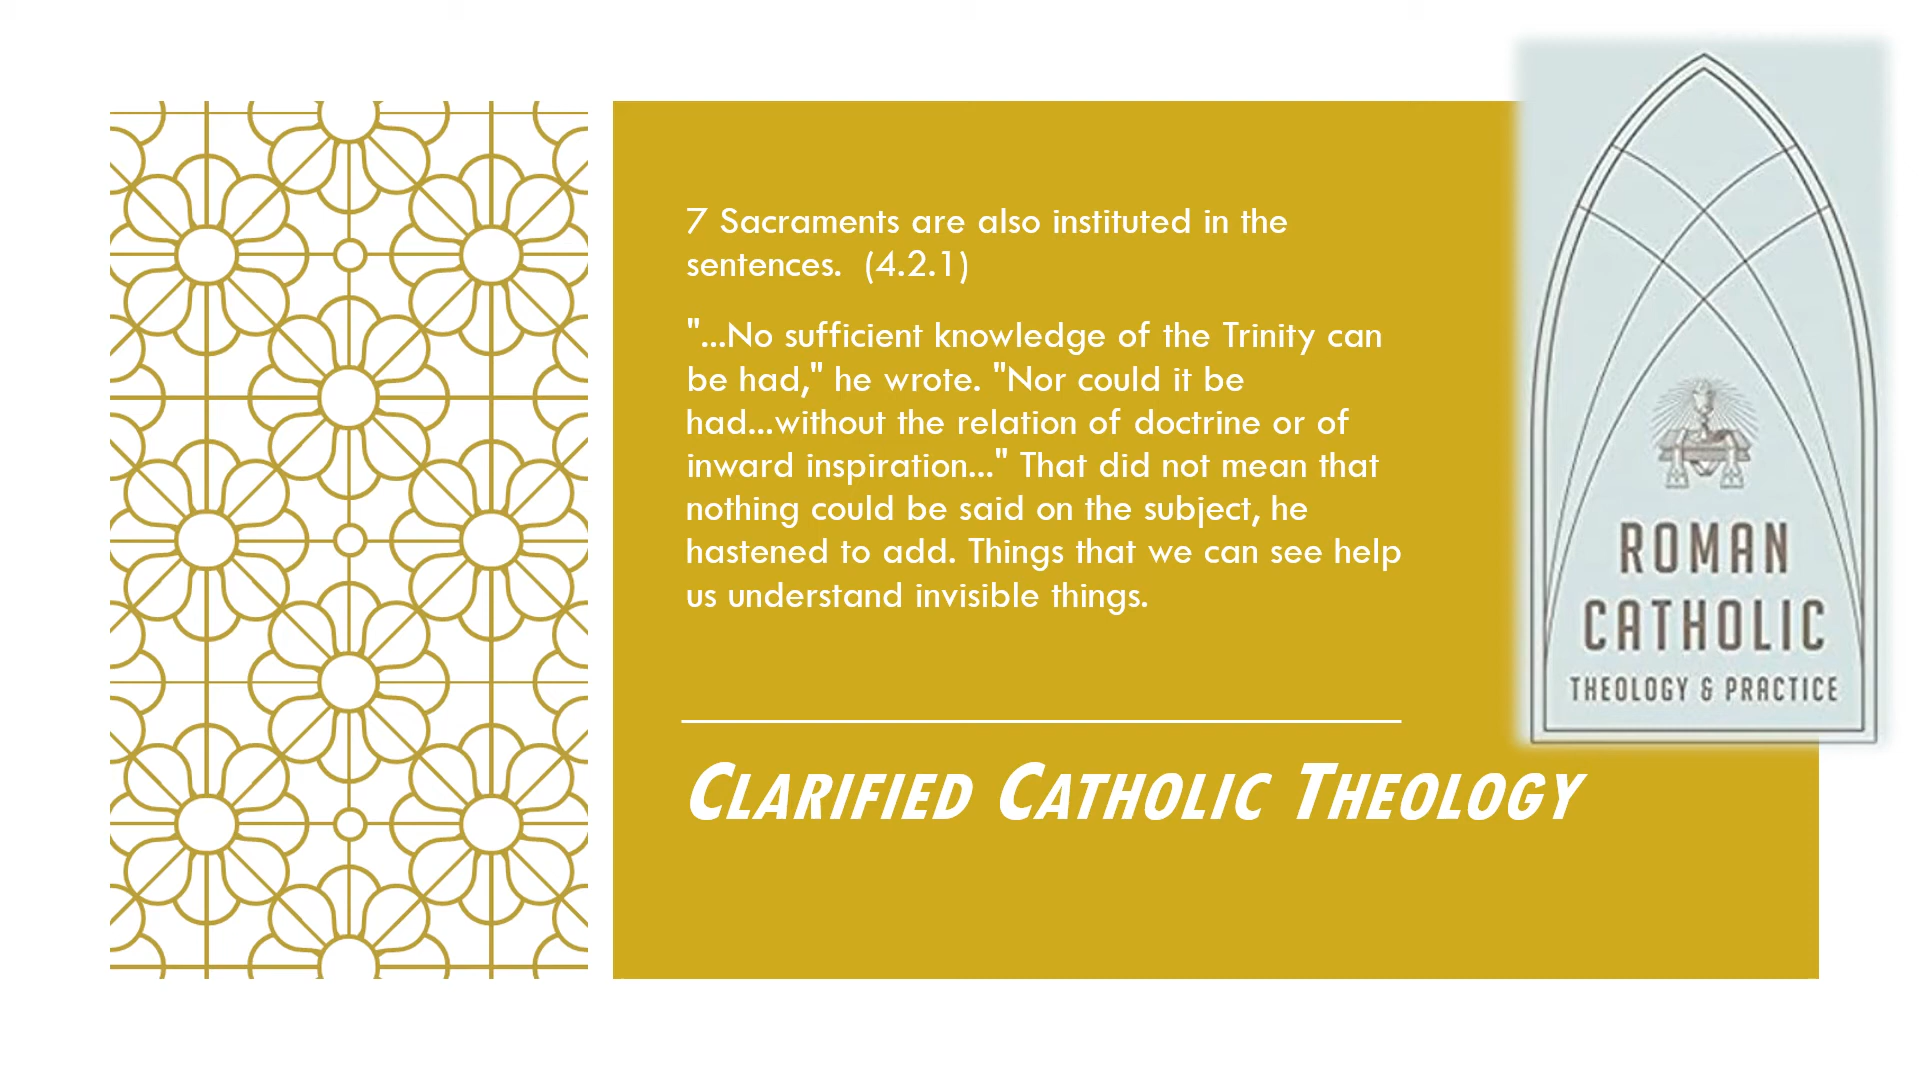 7 Sacraments are also instituted in the
sentences.  (4.2.1)
"...No sufficient knowledge of the Trinity can
be had," he wrote. "Nor could it be
had...without the relation of doctrine or of
inward inspiration..." That did not mean that
nothing could be said on the subject, he
hastened to add. Things that we can see help
us understand invisible things.
CLARIFIED CATHOLIC THEOLOGY
ROMAN
CATHOLIC
THEOLOGY & PRACTICE